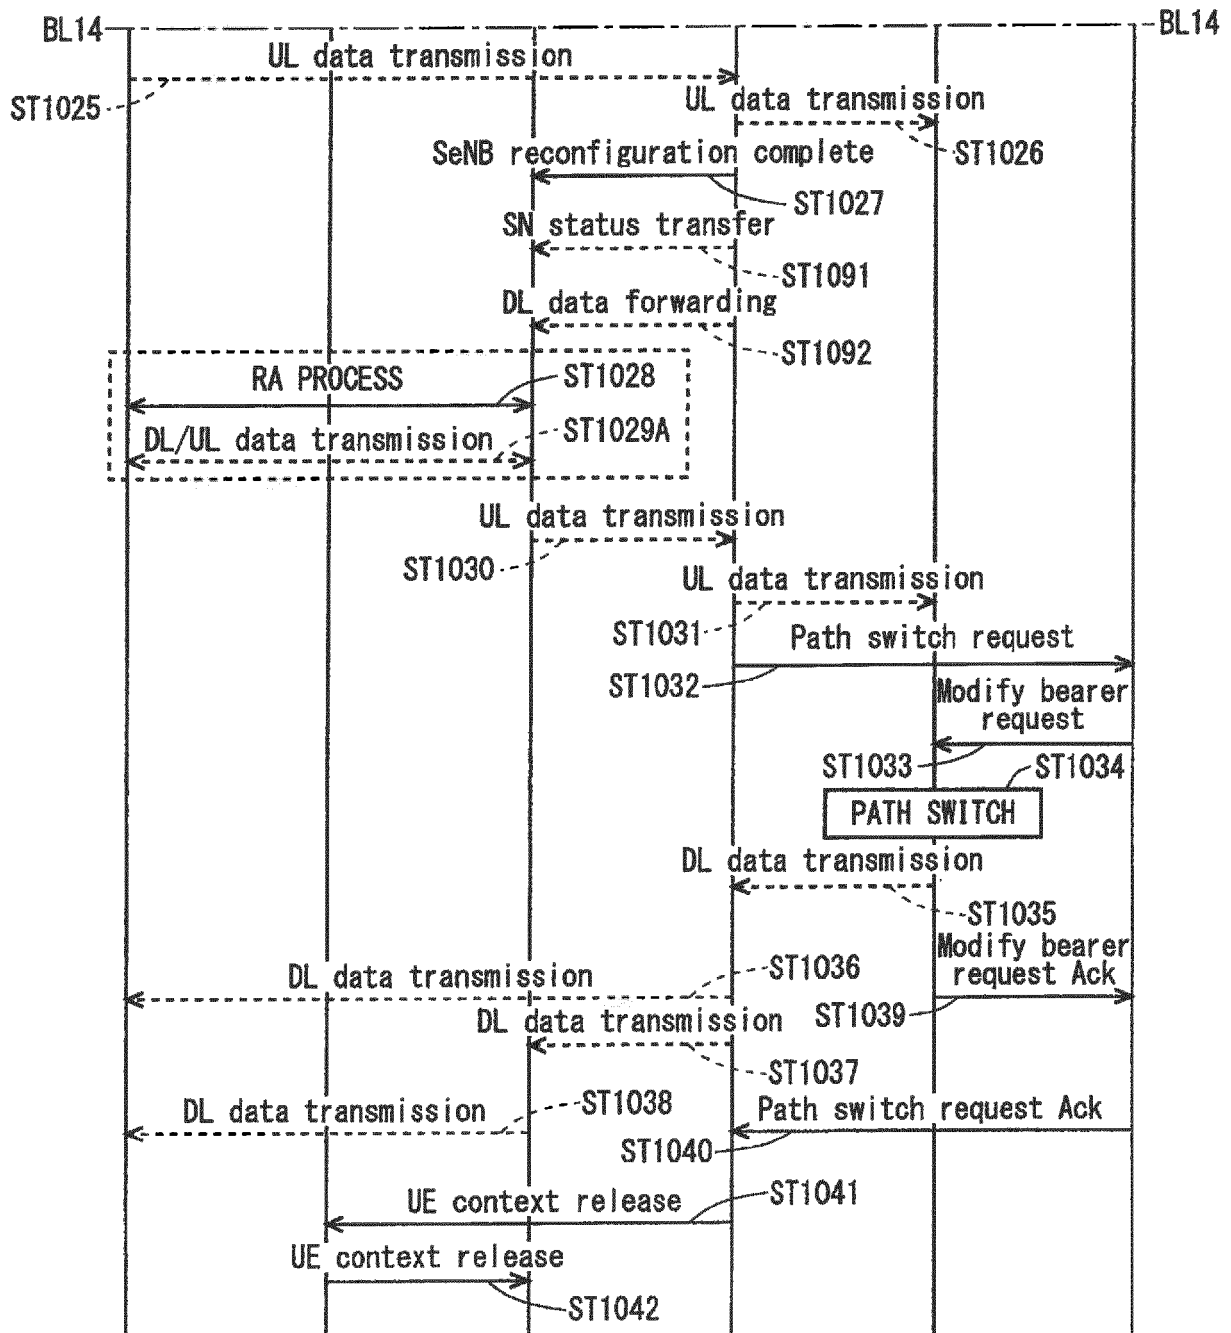 BL14
BL14
UL data transmission
ST1025
UL data transmission
ST1026
SeNB reconfiguration complete
ST1027
SN status transfer
ST1091
DL data forwarding
ST1092
RA PROCESS
ST1028
DL/UL data transmission
ST1029A
UL data transmission
ST1030
UL data transmission
ST1031
Path switch request
ST1032
Modify bearer
request
ST1033
ST1034
PATH SWITCH
DL data transmission
ST1035
Modify bearer
request Ack
DL data transmission
ST1036
ST1039
DL data transmission
ST1037
DL data transmission
ST1038
Path switch request Ack
ST1040
UE context release
ST1041
UE context release
ST1042